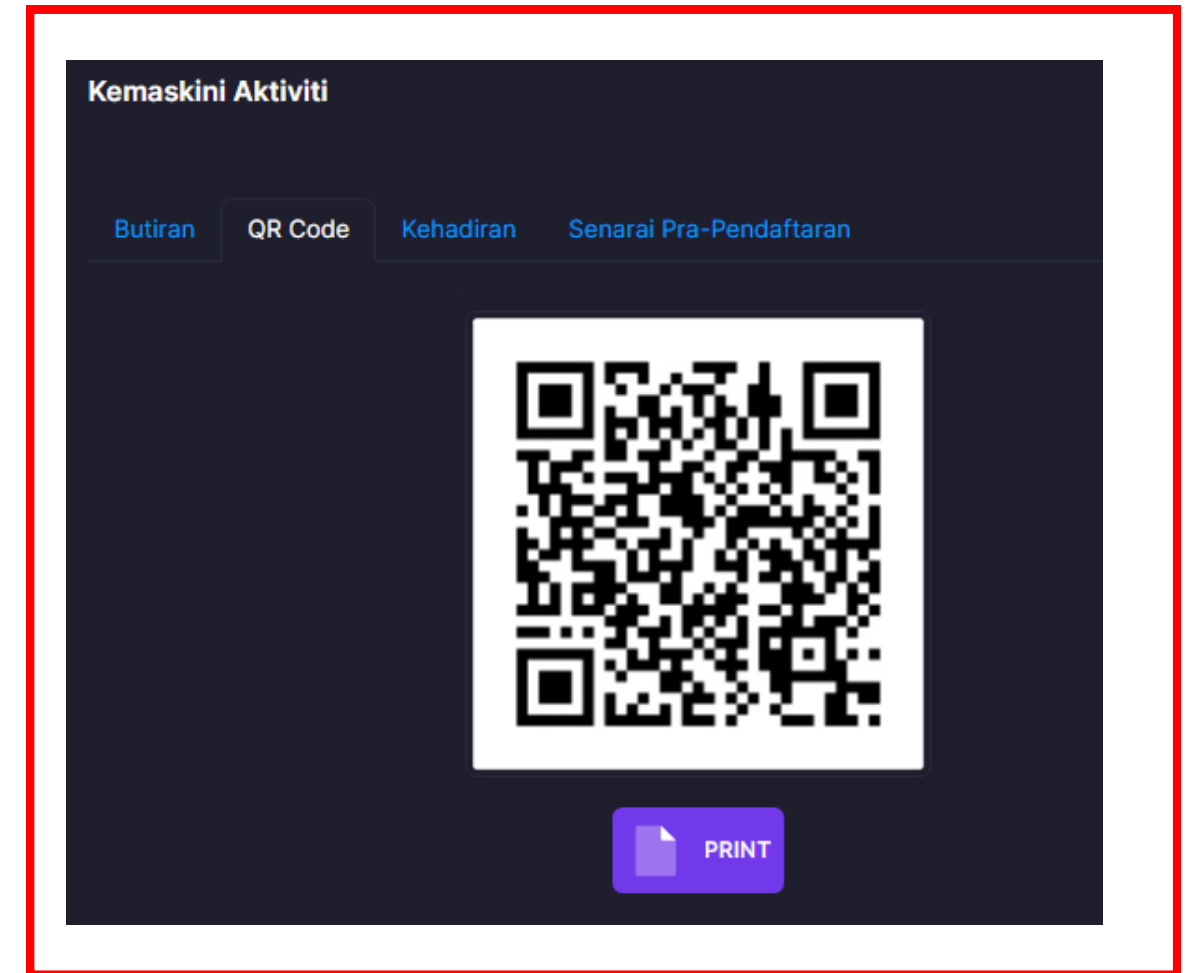 Kemaskini Aktiviti
Butiran QR Code Kehadiran Senarai Pra-Pendaftaran
PRINT